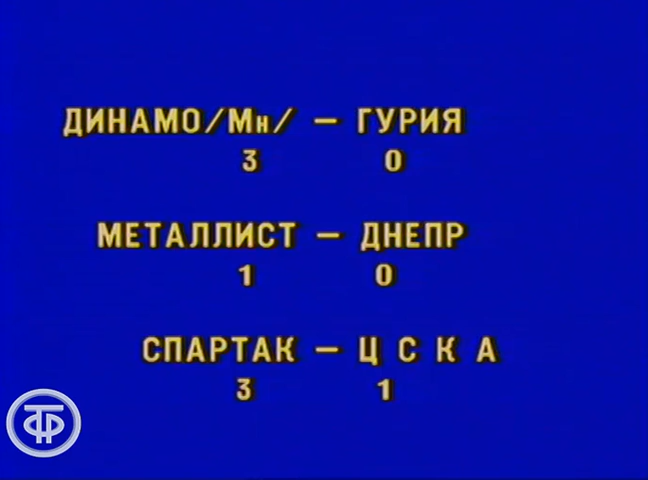 ДИНАМО/Мн/ – ГУРИЯ
3 0
МЕТАЛЛИСТ – ДНЕПР
1 0
СПАРТАК – Ц С К А
3 1